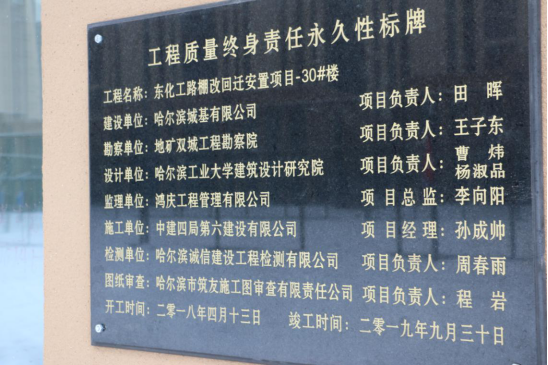 工程质量终身责任永久性标牌
工程名称：东化工路棚改回迁安置项目-30#楼
建设单位：哈尔滨城基有限公司 项目负责人：田 晖
勘察单位：地矿双城工程勘察院 项目负责人：王子东
设计单位：哈尔滨工业大学建筑设计研究院 项目负责人：曹 炜 杨淑品
监理单位：鸿庆工程管理有限公司 项 目 总 监：李向阳
施工单位：中建四局第六建设有限公司 项 目 经 理：孙成帅
检测单位：哈尔滨诚信建设工程检测有限公司 项目负责人：周春雨
图纸审查：哈尔滨市筑友施工图审查有限责任公司 项目负责人：程 岩
开工时间：二零一八年四月十三日 竣工时间：二零一九年九月三十日